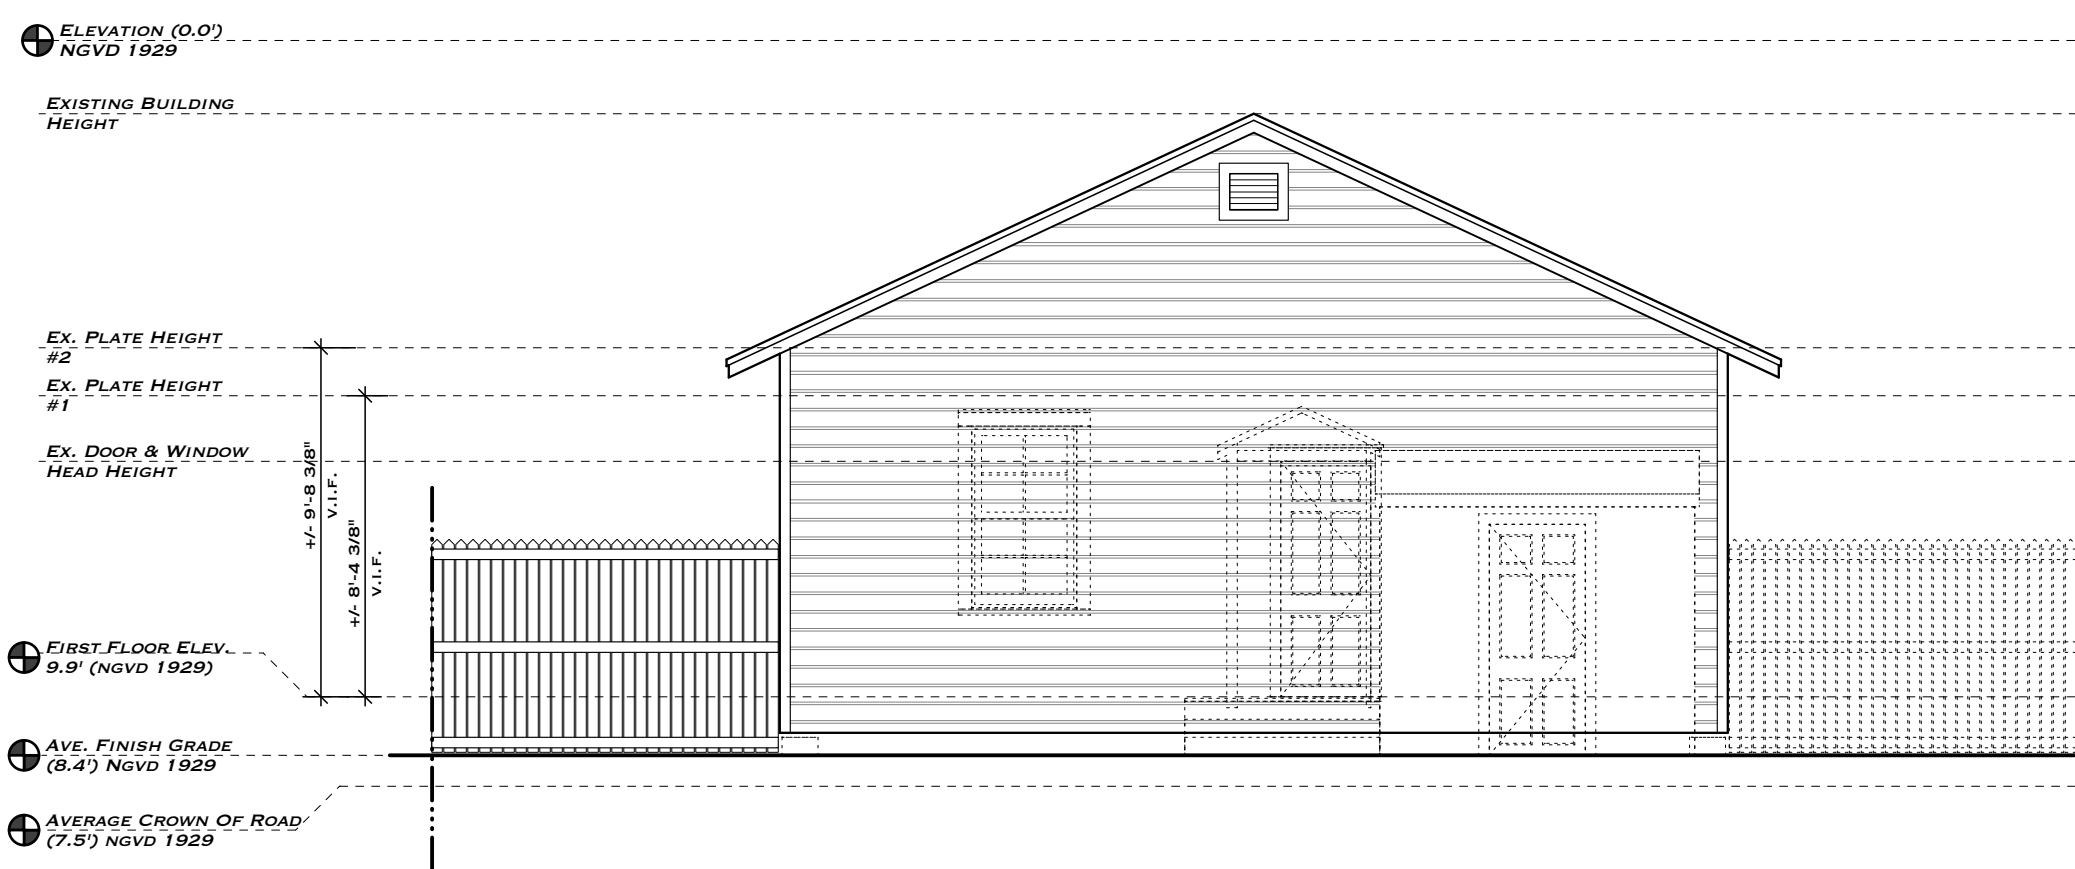 ELEVATION (0.0')
NGVD 1929
EXISTING BUILDING
HEIGHT
EX. PLATE HEIGHT
#2
EX. PLATE HEIGHT
#1
EX. DOOR & WINDOW
HEAD HEIGHT
+/- 9'-8 3/8"
V.I.F.
+/- 8'-4 3/8"
V.I.F.
FIRST FLOOR ELEV.
9.9' (NGVD 1929)
AVE. FINISH GRADE
(8.4') NGVD 1929
AVERAGE CROWN OF ROAD
(7.5') NGVD 1929